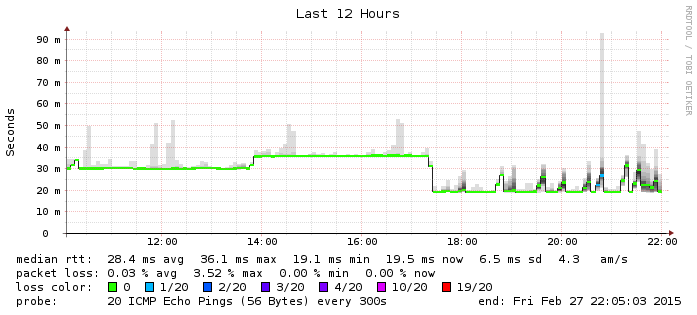 Last 12 Hours
RRDTOOL / TOBI OETIKER
Seconds
90 m
80 m
70 m
60 m
50 m
40 m
30 m
20 m
10 m
0
12:00 14:00 16:00 18:00 20:00 22:00
median rtt: 28.4 ms avg 36.1 ms max 19.1 ms min 19.5 ms now 6.5 ms sd 4.3 am/s
packet loss: 0.03 % avg 3.52 % max 0.00 % min 0.00 % now
loss color: 0 1/20 2/20 3/20 4/20 10/20 19/20
probe: 20 ICMP Echo Pings (56 Bytes) every 300s end: Fri Feb 27 22:05:03 2015